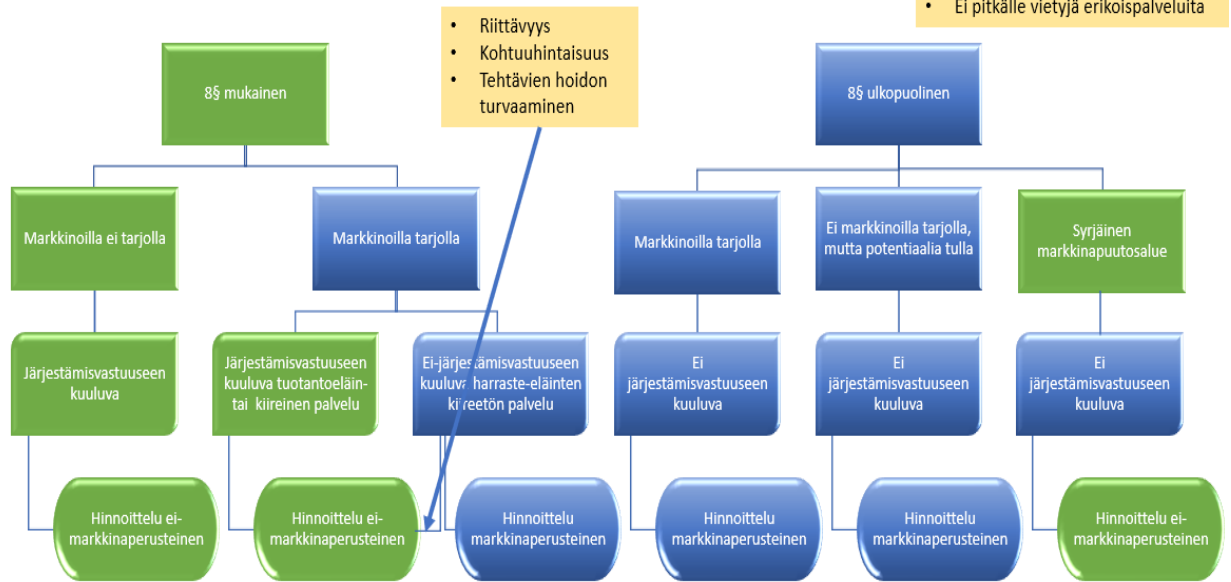 • Ei pitkälle vietyjä erikoispalveluita
• Riittävyys
• Kohtuuhintaisuus
• Tehtävien hoidon
turvaaminen
8§ mukainen
8§ ulkopuolinen
Markkinoilla ei tarjolla
Markkinoilla tarjolla
Markkinoilla tarjolla
Ei markkinoilla tarjolla,
mutta potentiaalia tulla
Syrjäinen
markkinapuutosalue
Järjestämisvastuuseen
kuuluva
Järjestämisvastuuseen
kuuluva tuotantoeläin-
tai kiireinen palvelu
Ei-järjestämisvastuuseen
kuuluva harraste-eläinten
kiireetön palvelu
Ei
järjestämisvastuuseen
kuuluva
Ei
järjestämisvastuuseen
kuuluva
Ei
järjestämisvastuuseen
kuuluva
Hinnoittelu ei-
markkinaperusteinen
Hinnoittelu ei-
markkinaperusteinen
Hinnoittelu
markkinaperusteinen
Hinnoittelu
markkinaperusteinen
Hinnoittelu
markkinaperusteinen
Hinnoittelu ei-
markkinaperusteinen